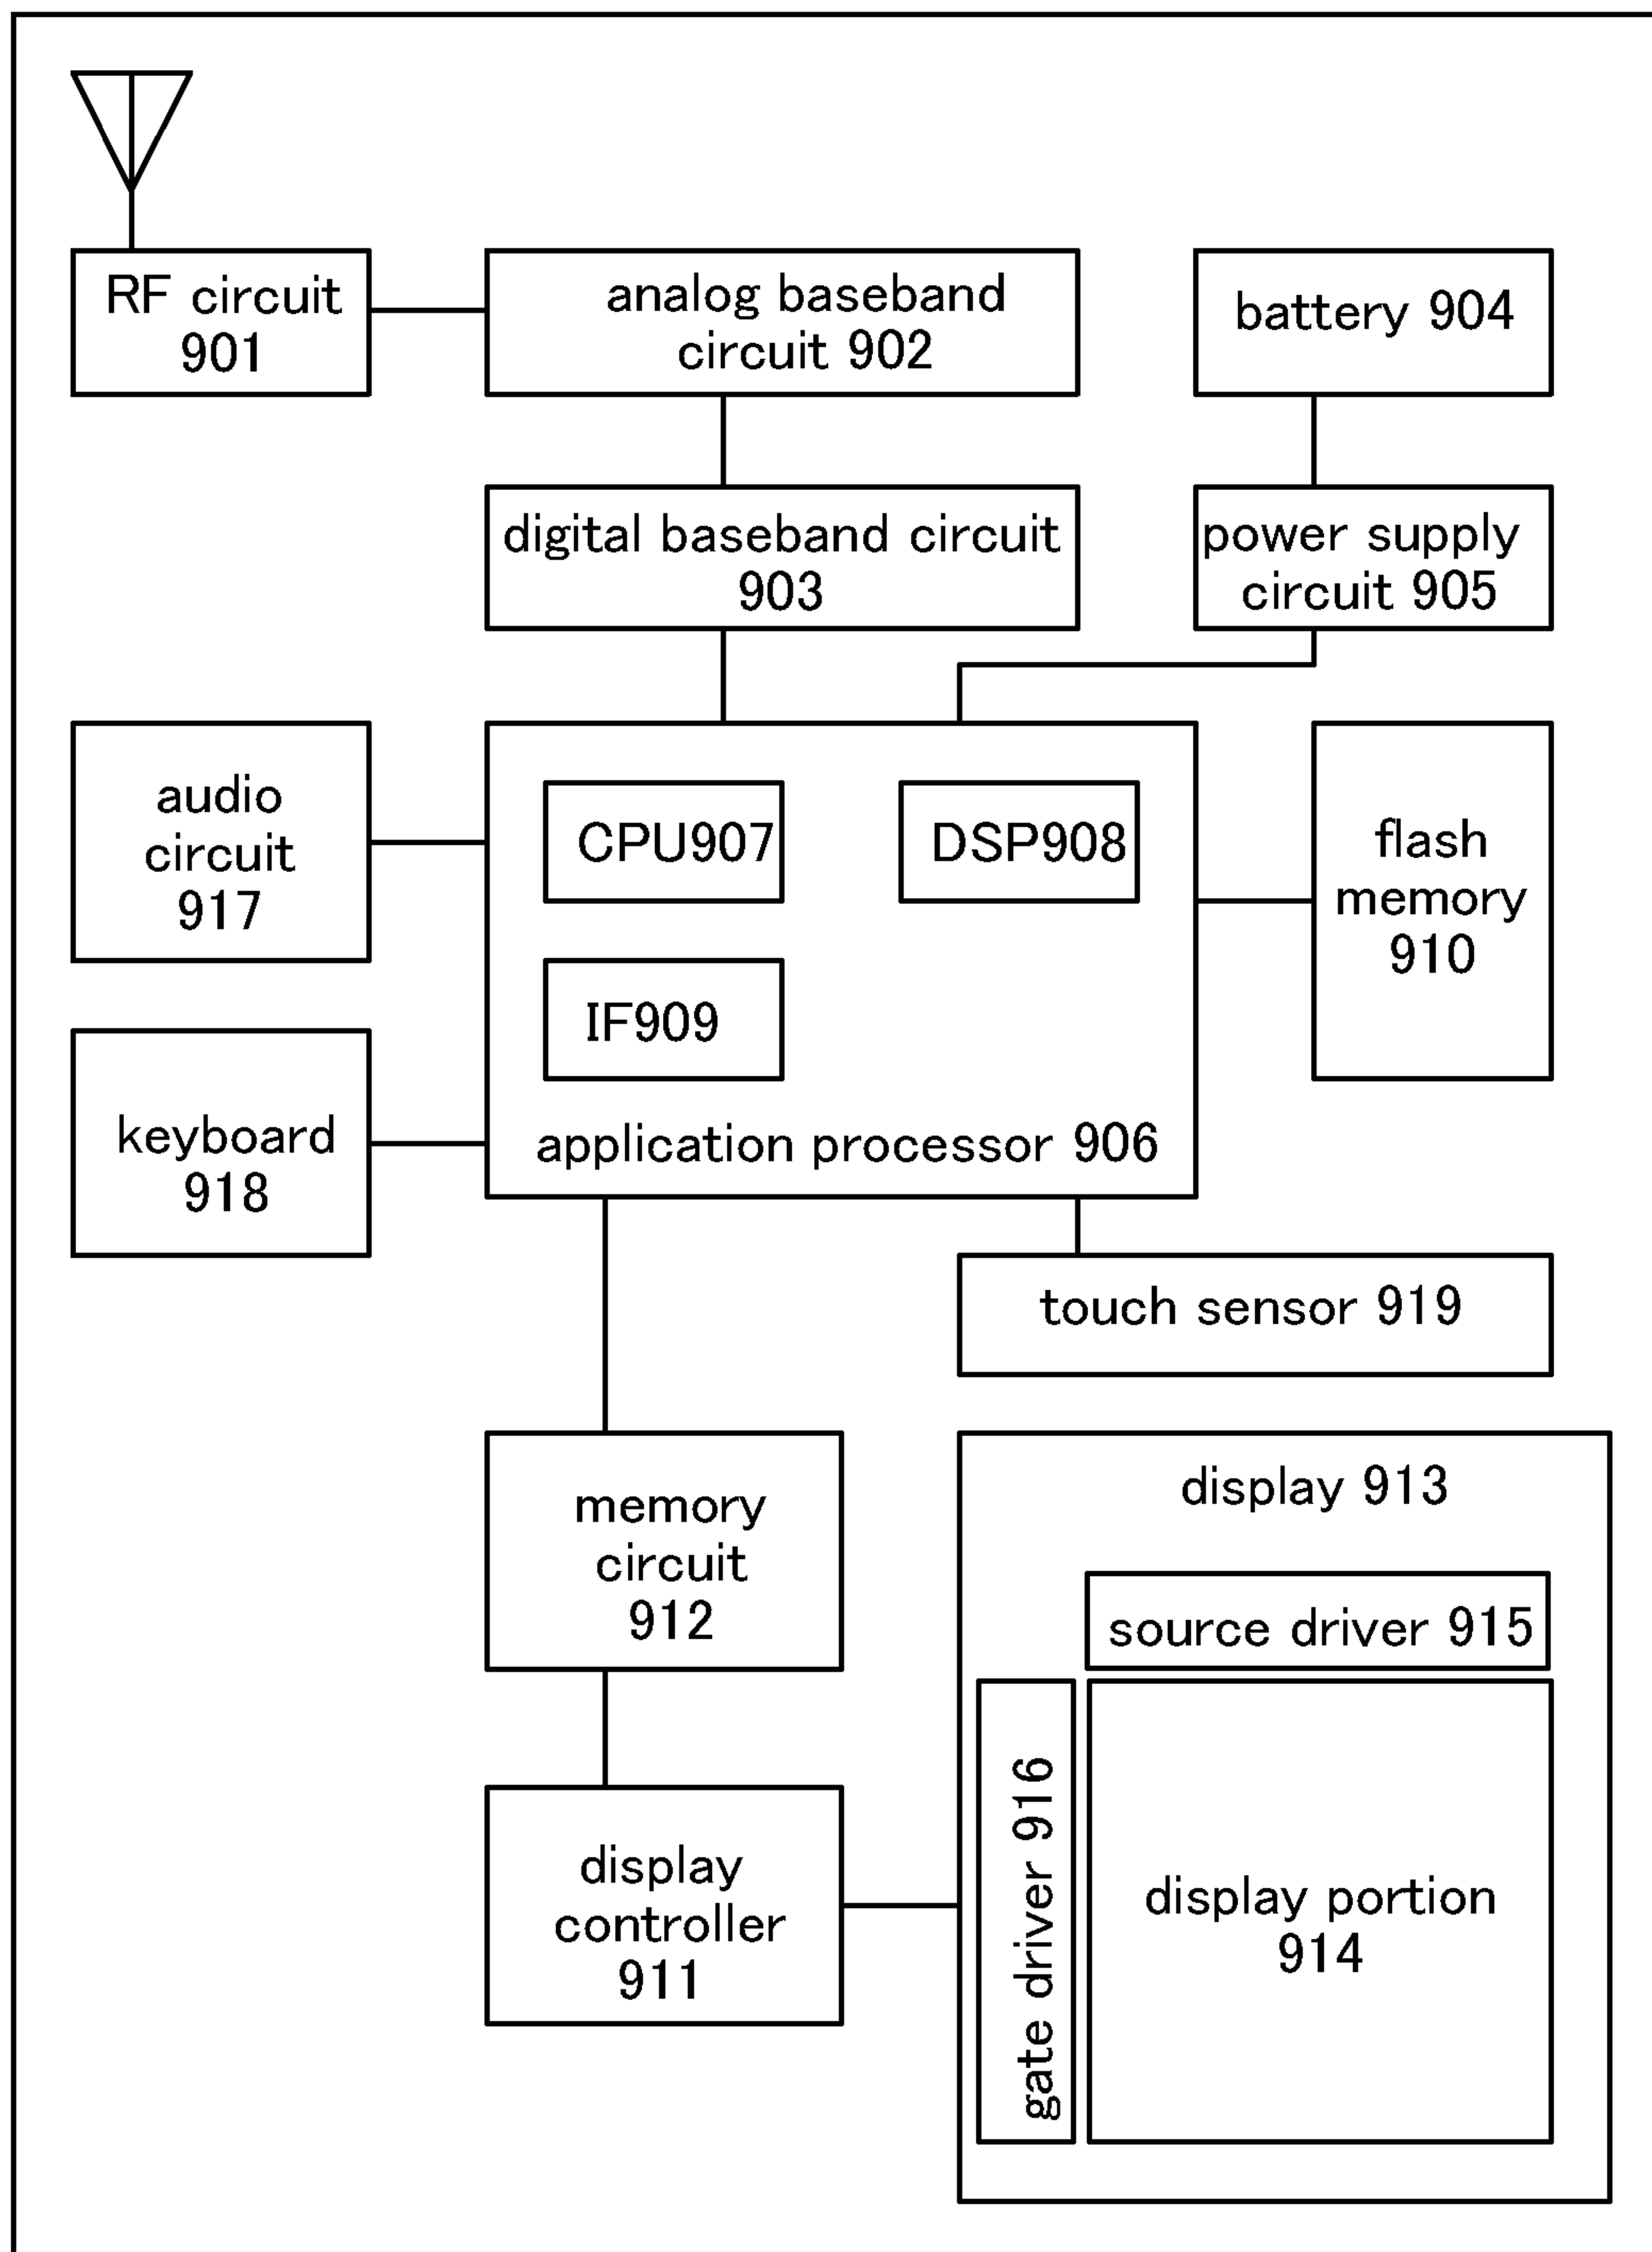 RF circuit
901
analog baseband
circuit 902
battery 904
digital baseband circuit
903
power supply
circuit 905
audio
circuit
917
CPU907
DSP908
flash
memory
910
IF909
keyboard
918
application processor 906
touch sensor 919
memory
circuit
912
display 913
source driver 915
gate driver 916
display portion
914
display
controller
911